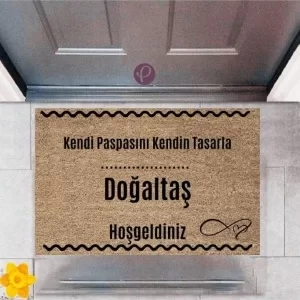 Kendi Paspasını Kendin Tasarla
..................
Doğaltaş
Hoşgeldiniz